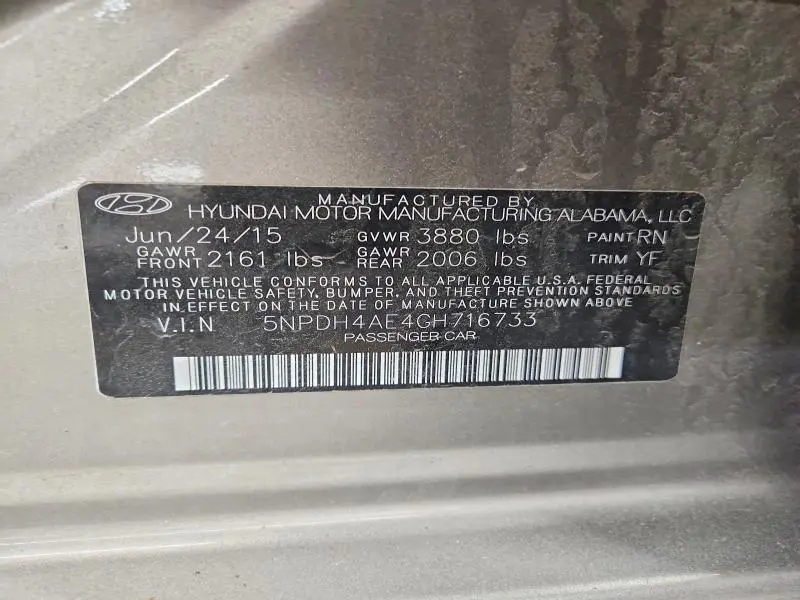 MANUFACTURED BY
HYUNDAI MOTOR MANUFACTURING ALABAMA, LLC
Jun/24/15 GVWR 3880 lbs PAINT RN
GAWR FRONT 2161 lbs GAWR REAR 2006 lbs TRIM YF
THIS VEHICLE CONFORMS TO ALL APPLICABLE U.S.A. FEDERAL
MOTOR VEHICLE SAFETY, BUMPER, AND THEFT PREVENTION STANDARDS
IN EFFECT ON THE DATE OF MANUFACTURE SHOWN ABOVE
V.I.N 5NPDH4AE4GH716733
PASSENGER CAR